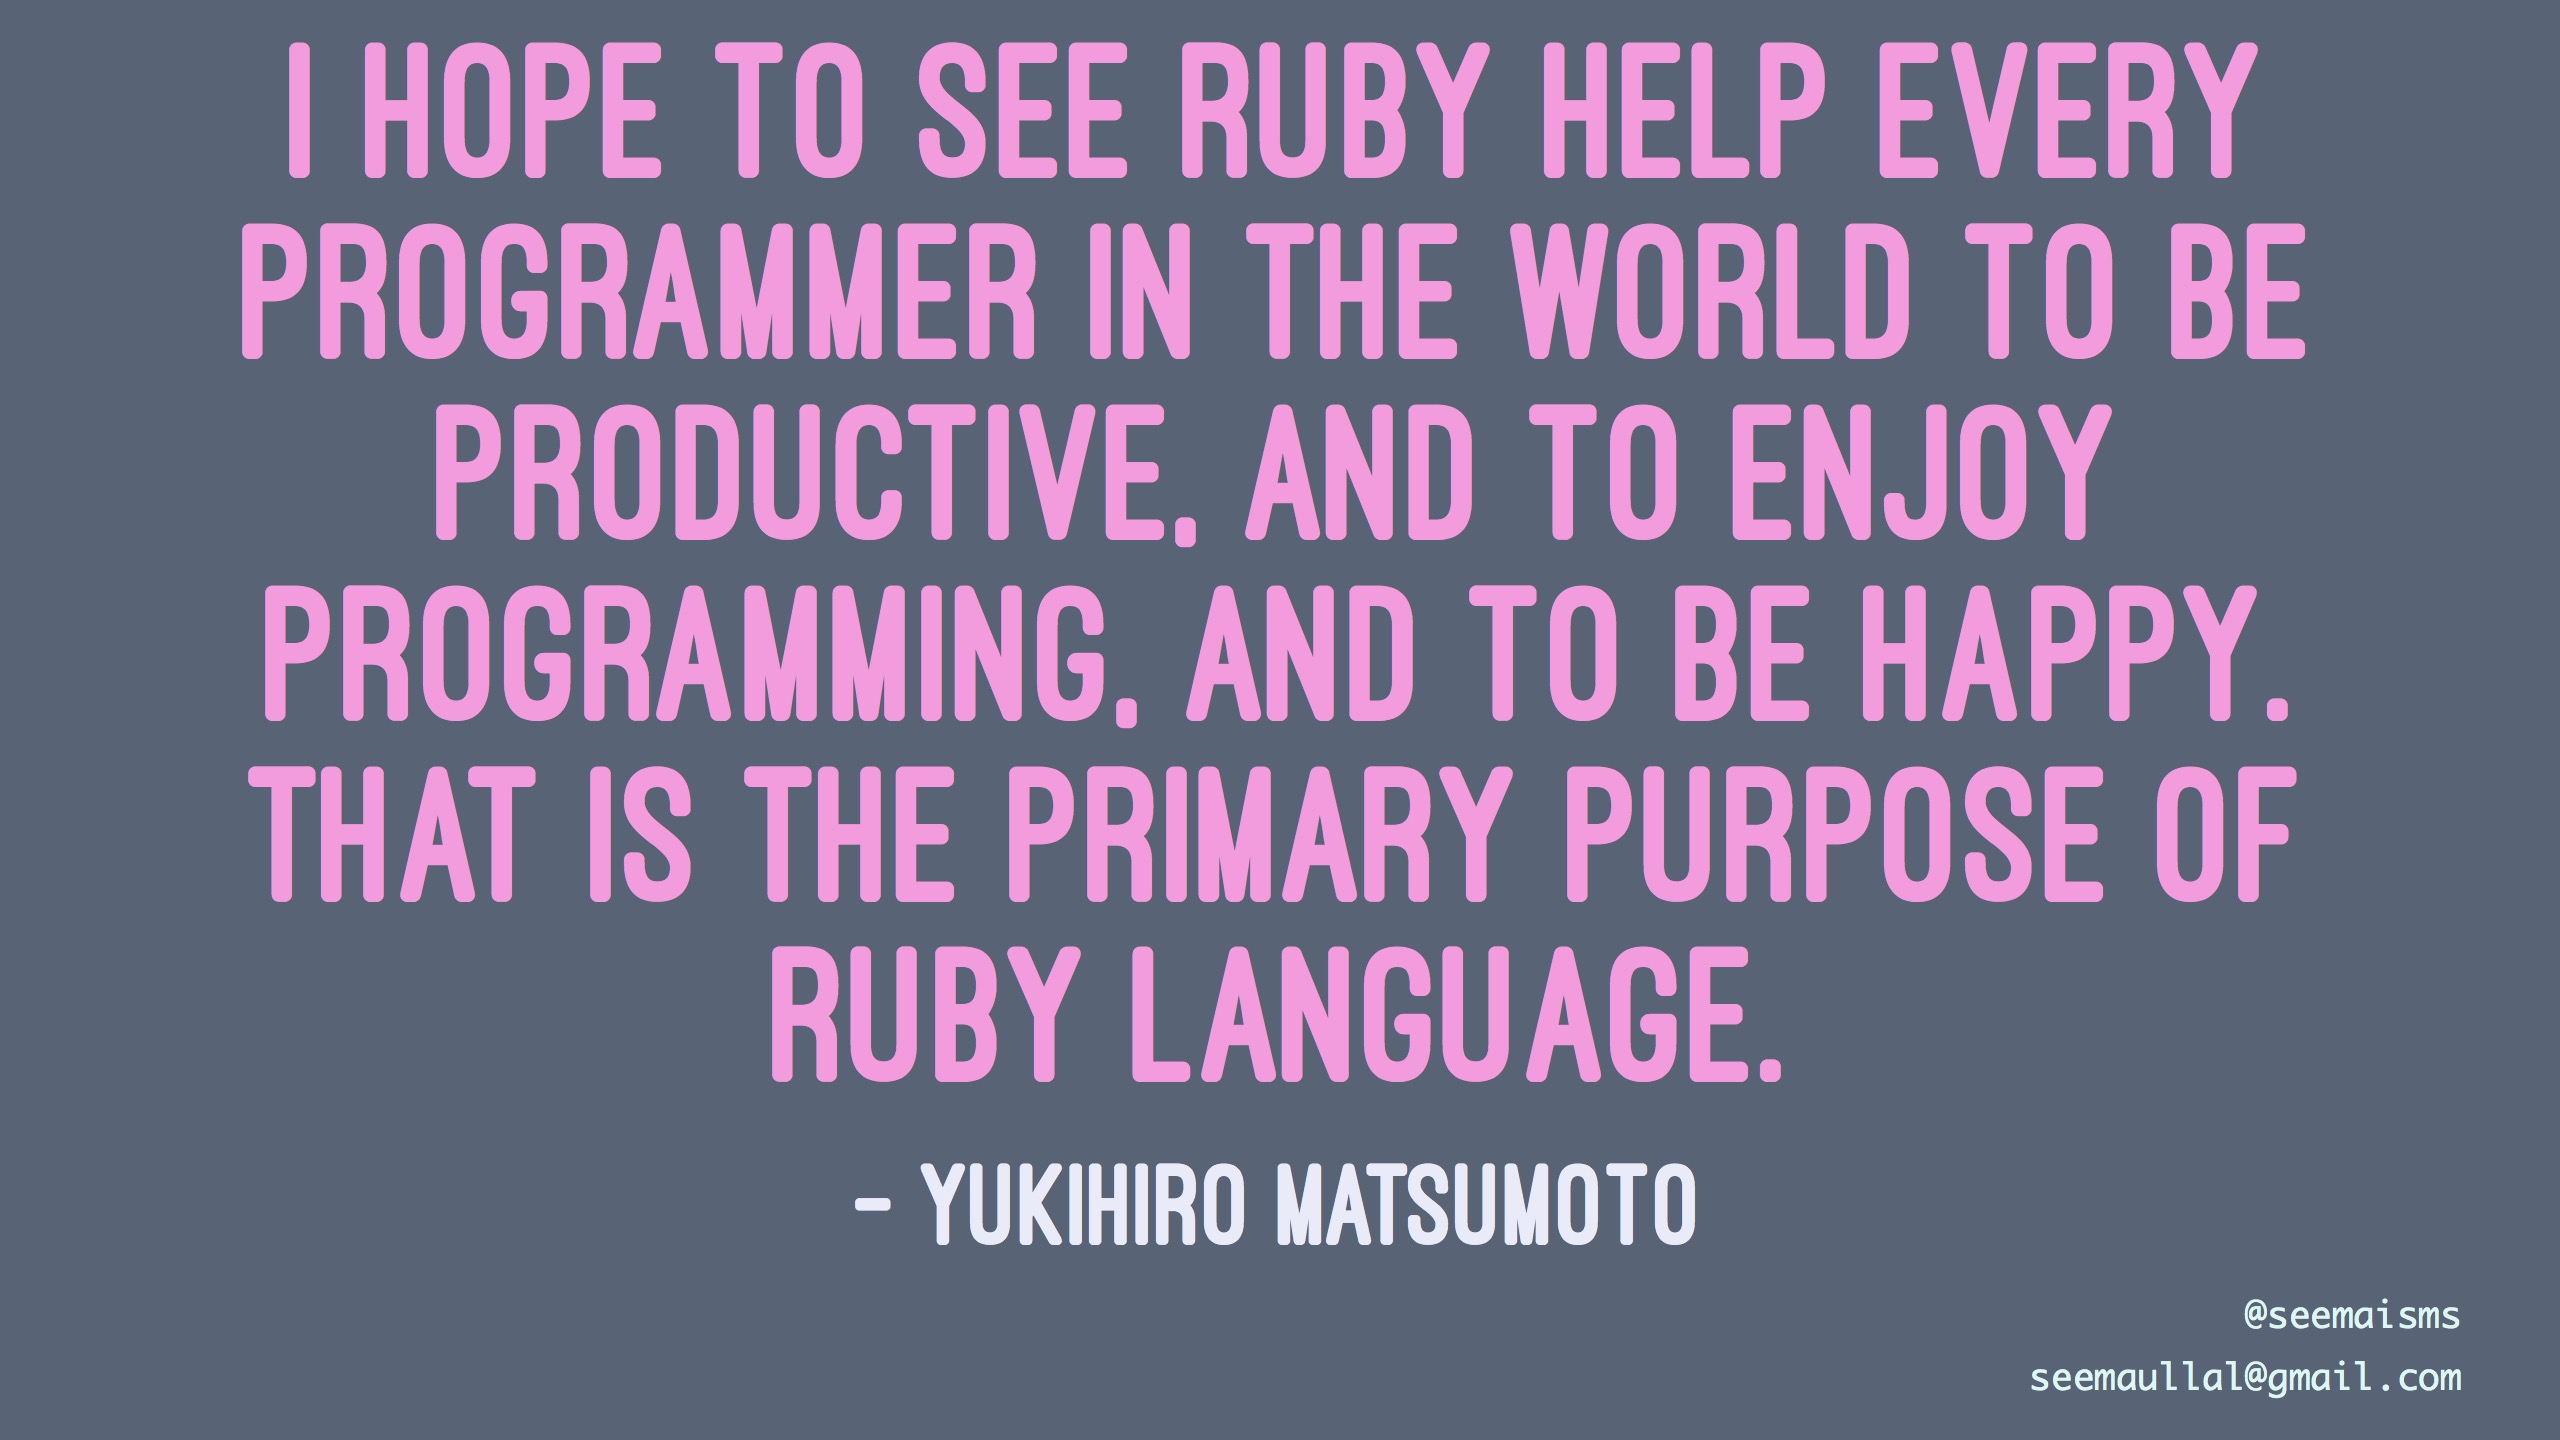 I HOPE TO SEE RUBY HELP EVERY
PROGRAMMER IN THE WORLD TO BE
PRODUCTIVE, AND TO ENJOY
PROGRAMMING, AND TO BE HAPPY.
THAT IS THE PRIMARY PURPOSE OF
RUBY LANGUAGE.
- YUKIHIRO MATSUMOTO
@seemaisms
seemaullal@gmail.com